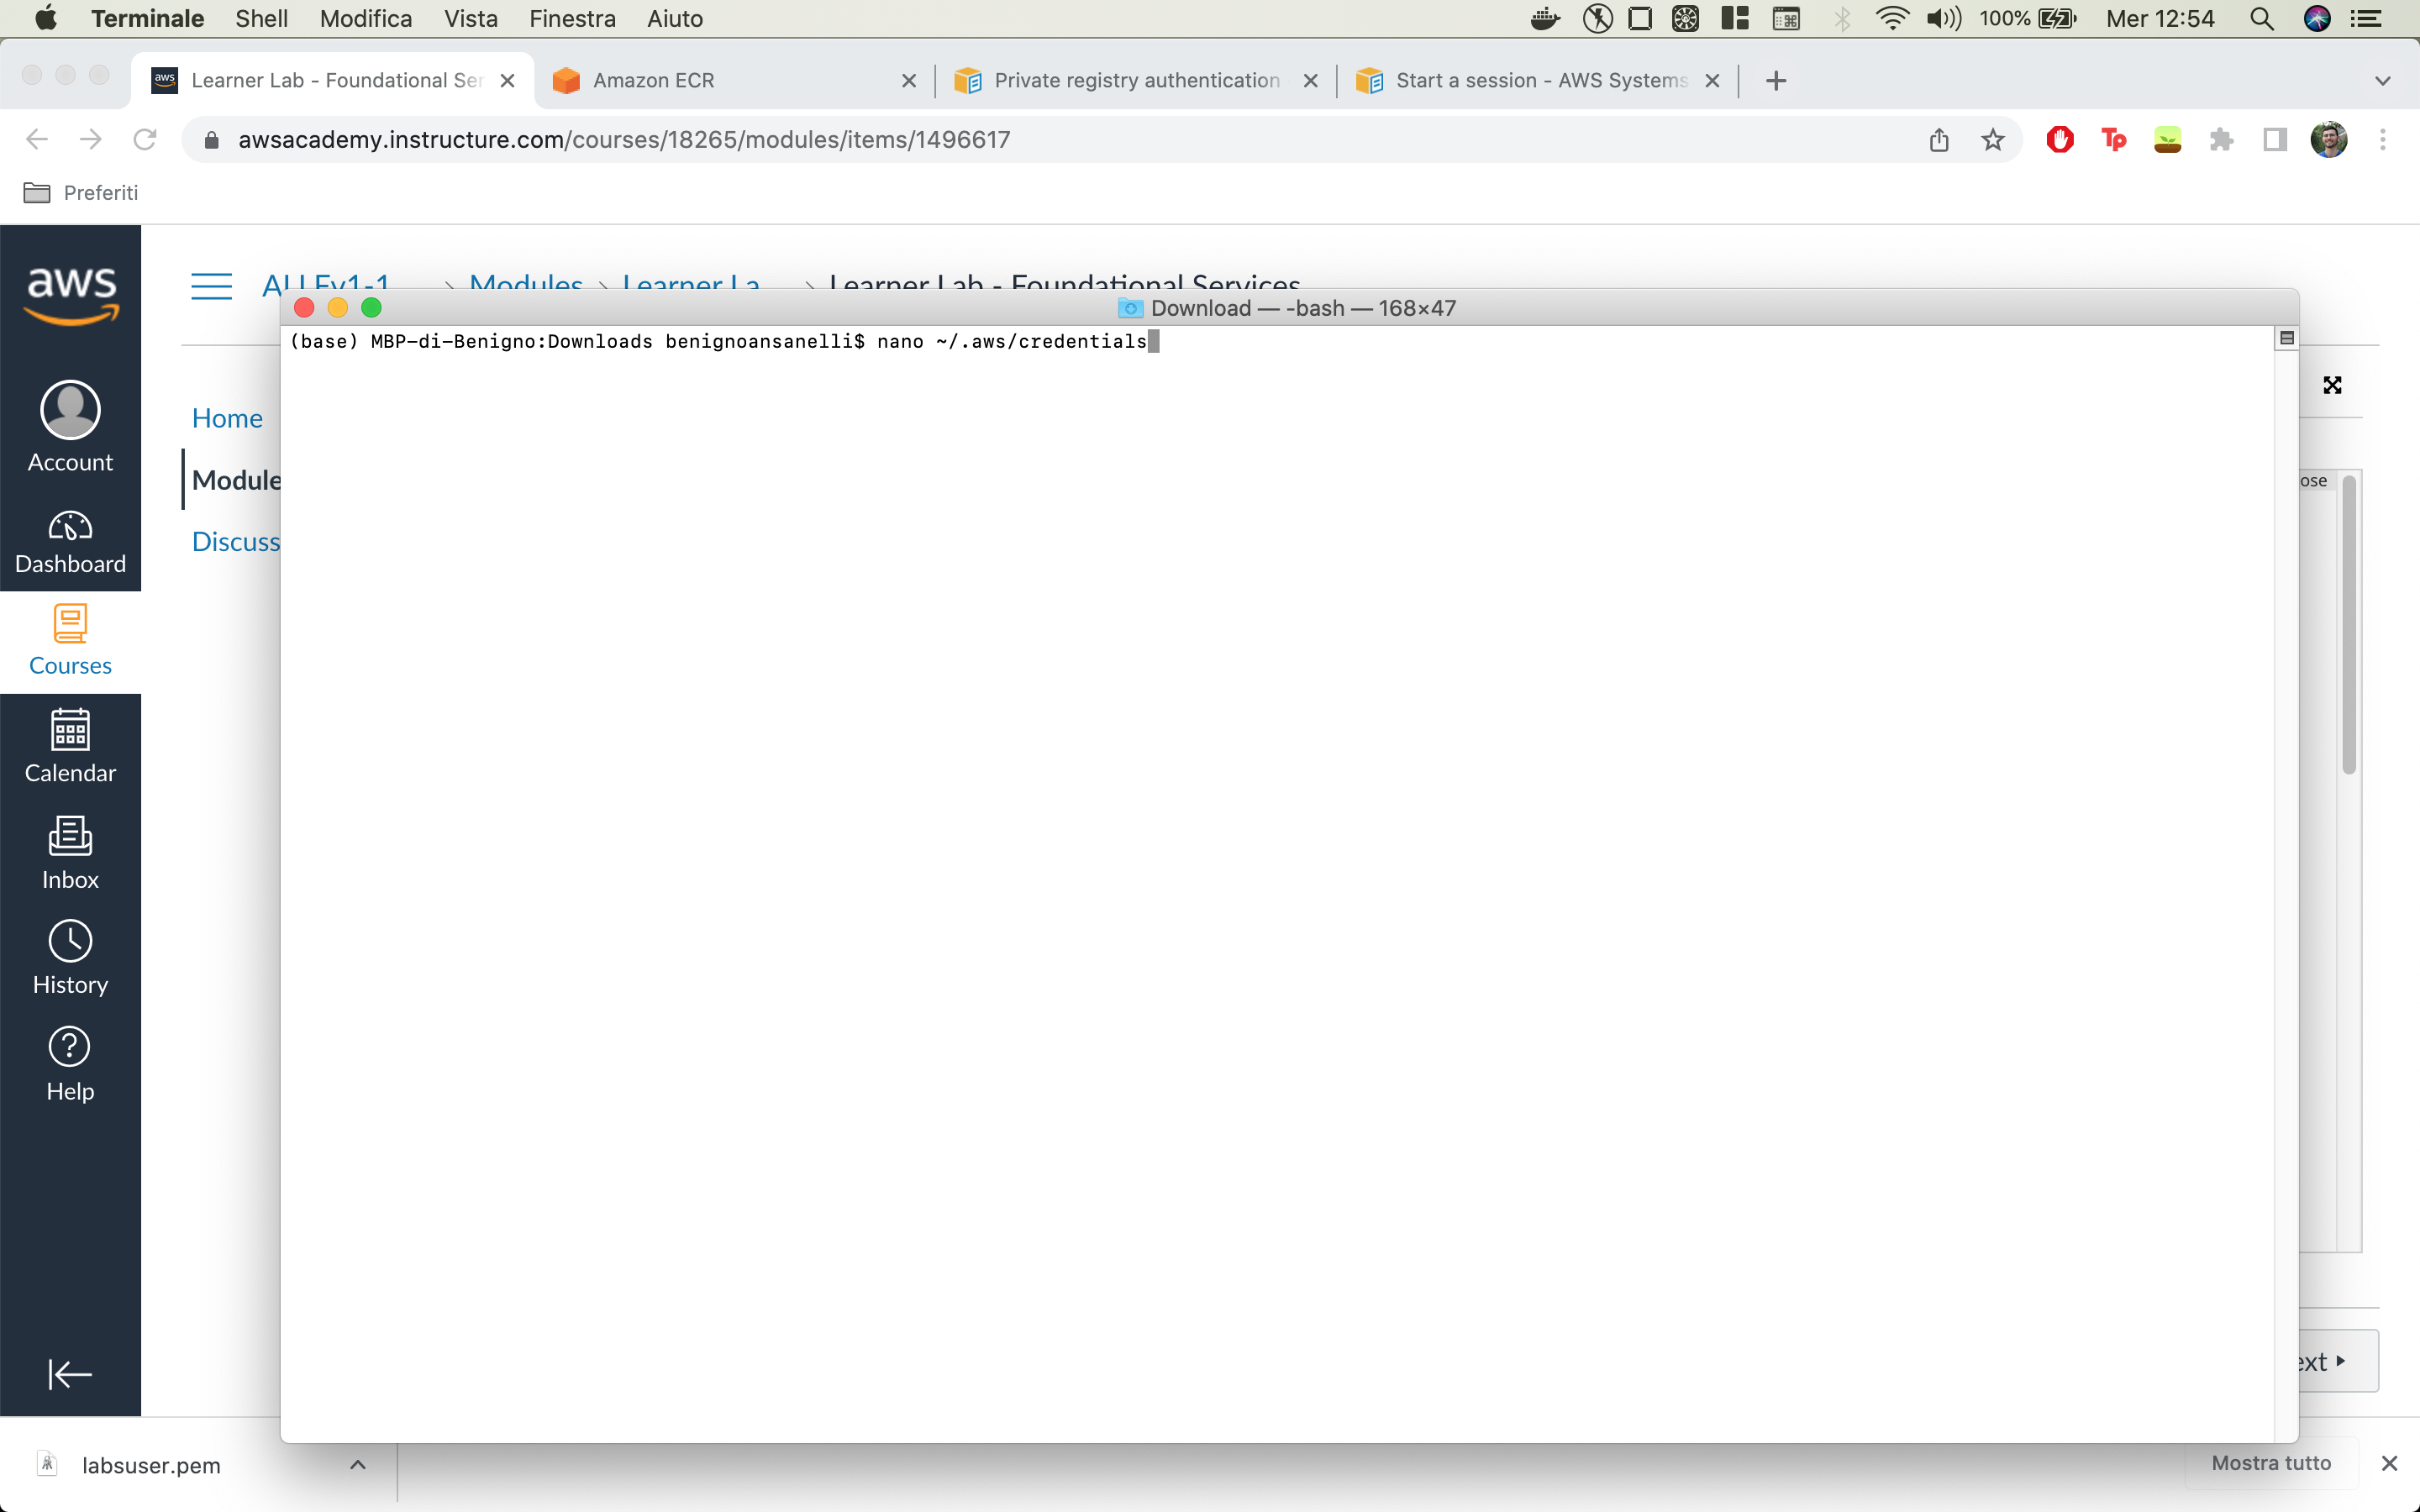 Terminale Shell Modifica Vista Finestra Aiuto 100% Mer 12:54
aws Learner Lab - Foundational Ser Amazon ECR Private registry authentication Start a session - AWS Systems
awsacademy.instructure.com/courses/18265/modules/items/1496617 Tp
Preferiti
aws
Account
Dashboard
Courses
Calendar
Inbox
History
Help
ALLFv1-1 Modules Learner La Learner Lab - Foundational Services
Home
Module
Discuss
Download — -bash — 168×47
(base) MBP-di-Benigno:Downloads benignoansanelli$ nano ~/.aws/credentials
ose
ext
labsuser.pem
Mostra tutto